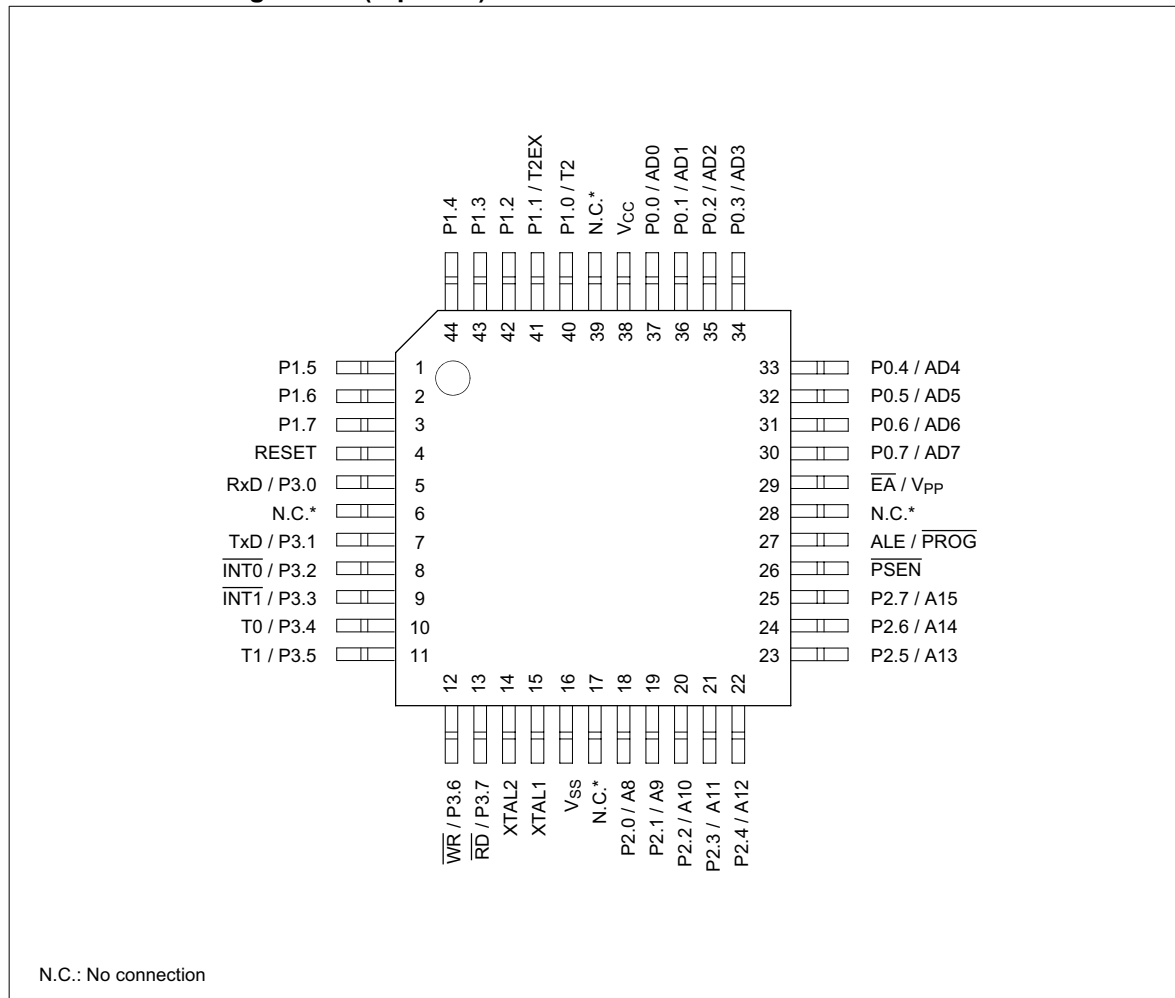 P1.4
P1.3
P1.2
P1.1 / T2EX
P1.0 / T2
N.C.*
VCC
P0.0 / AD0
P0.1 / AD1
P0.2 / AD2
P0.3 / AD3
44
43
42
41
40
39
38
37
36
35
34
P1.5 1
P1.6 2
P1.7 3
RESET 4
RxD / P3.0 5
N.C.* 6
TxD / P3.1 7
INT0 / P3.2 8
INT1 / P3.3 9
T0 / P3.4 10
T1 / P3.5 11
33 P0.4 / AD4
32 P0.5 / AD5
31 P0.6 / AD6
30 P0.7 / AD7
29 EA / VPP
28 N.C.*
27 ALE / PROG
26 PSEN
25 P2.7 / A15
24 P2.6 / A14
23 P2.5 / A13
12
13
14
15
16
17
18
19
20
21
22
WR / P3.6
RD / P3.7
XTAL2
XTAL1
VSS
N.C.*
P2.0 / A8
P2.1 / A9
P2.2 / A10
P2.3 / A11
P2.4 / A12
N.C.: No connection